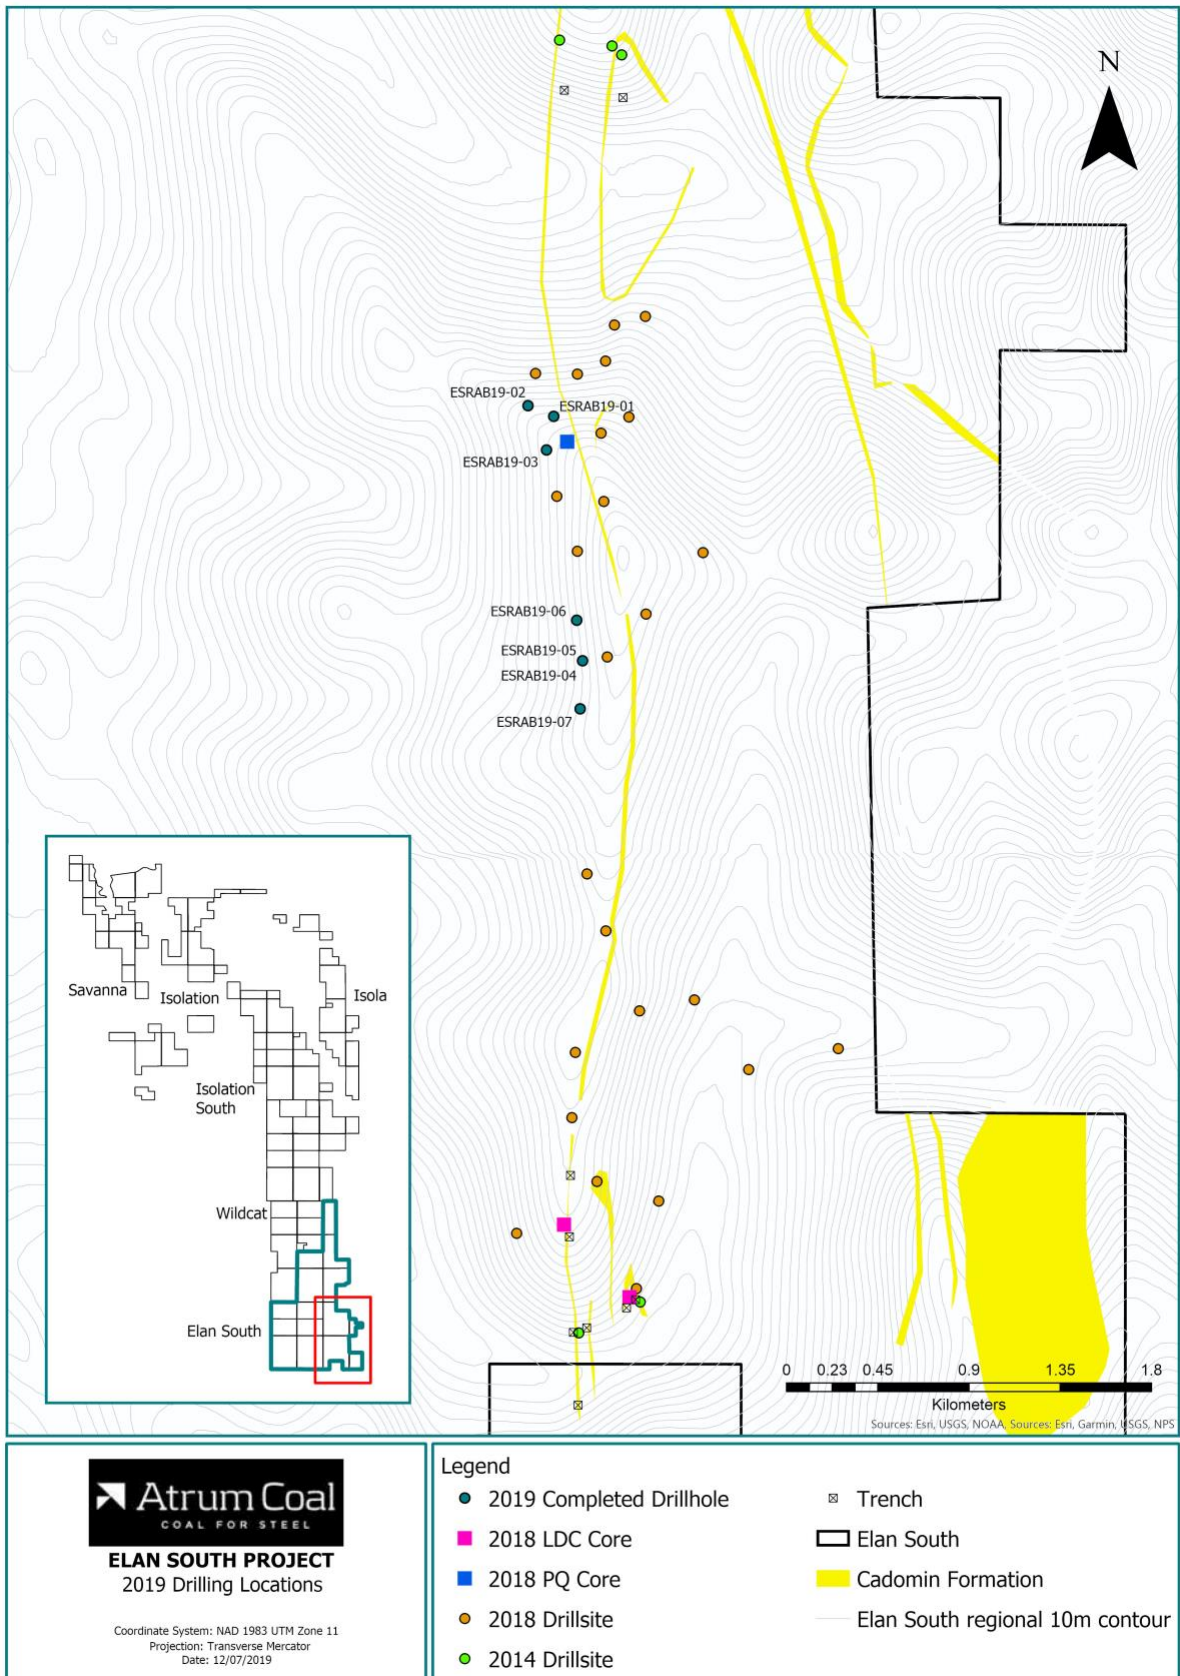 N
ESRAB19-02
ESRAB19-01
ESRAB19-03
ESRAB19-06
ESRAB19-05
ESRAB19-04
ESRAB19-07
Savanna
Isolation
Isola
Isolation
South
Wildcat
Elan South
0 0.23 0.45 0.9 1.35 1.8
Kilometers
Sources: Esri, USGS, NOAA, Sources: Esri, Garmin, USGS, NPS
Atrum Coal
COAL FOR STEEL
ELAN SOUTH PROJECT
2019 Drilling Locations
Coordinate System: NAD 1983 UTM Zone 11
Projection: Transverse Mercator
Date: 12/07/2019
Legend
2019 Completed Drillhole
2018 LDC Core
2018 PQ Core
2018 Drillsite
2014 Drillsite
Trench
Elan South
Cadomin Formation
Elan South regional 10m contour